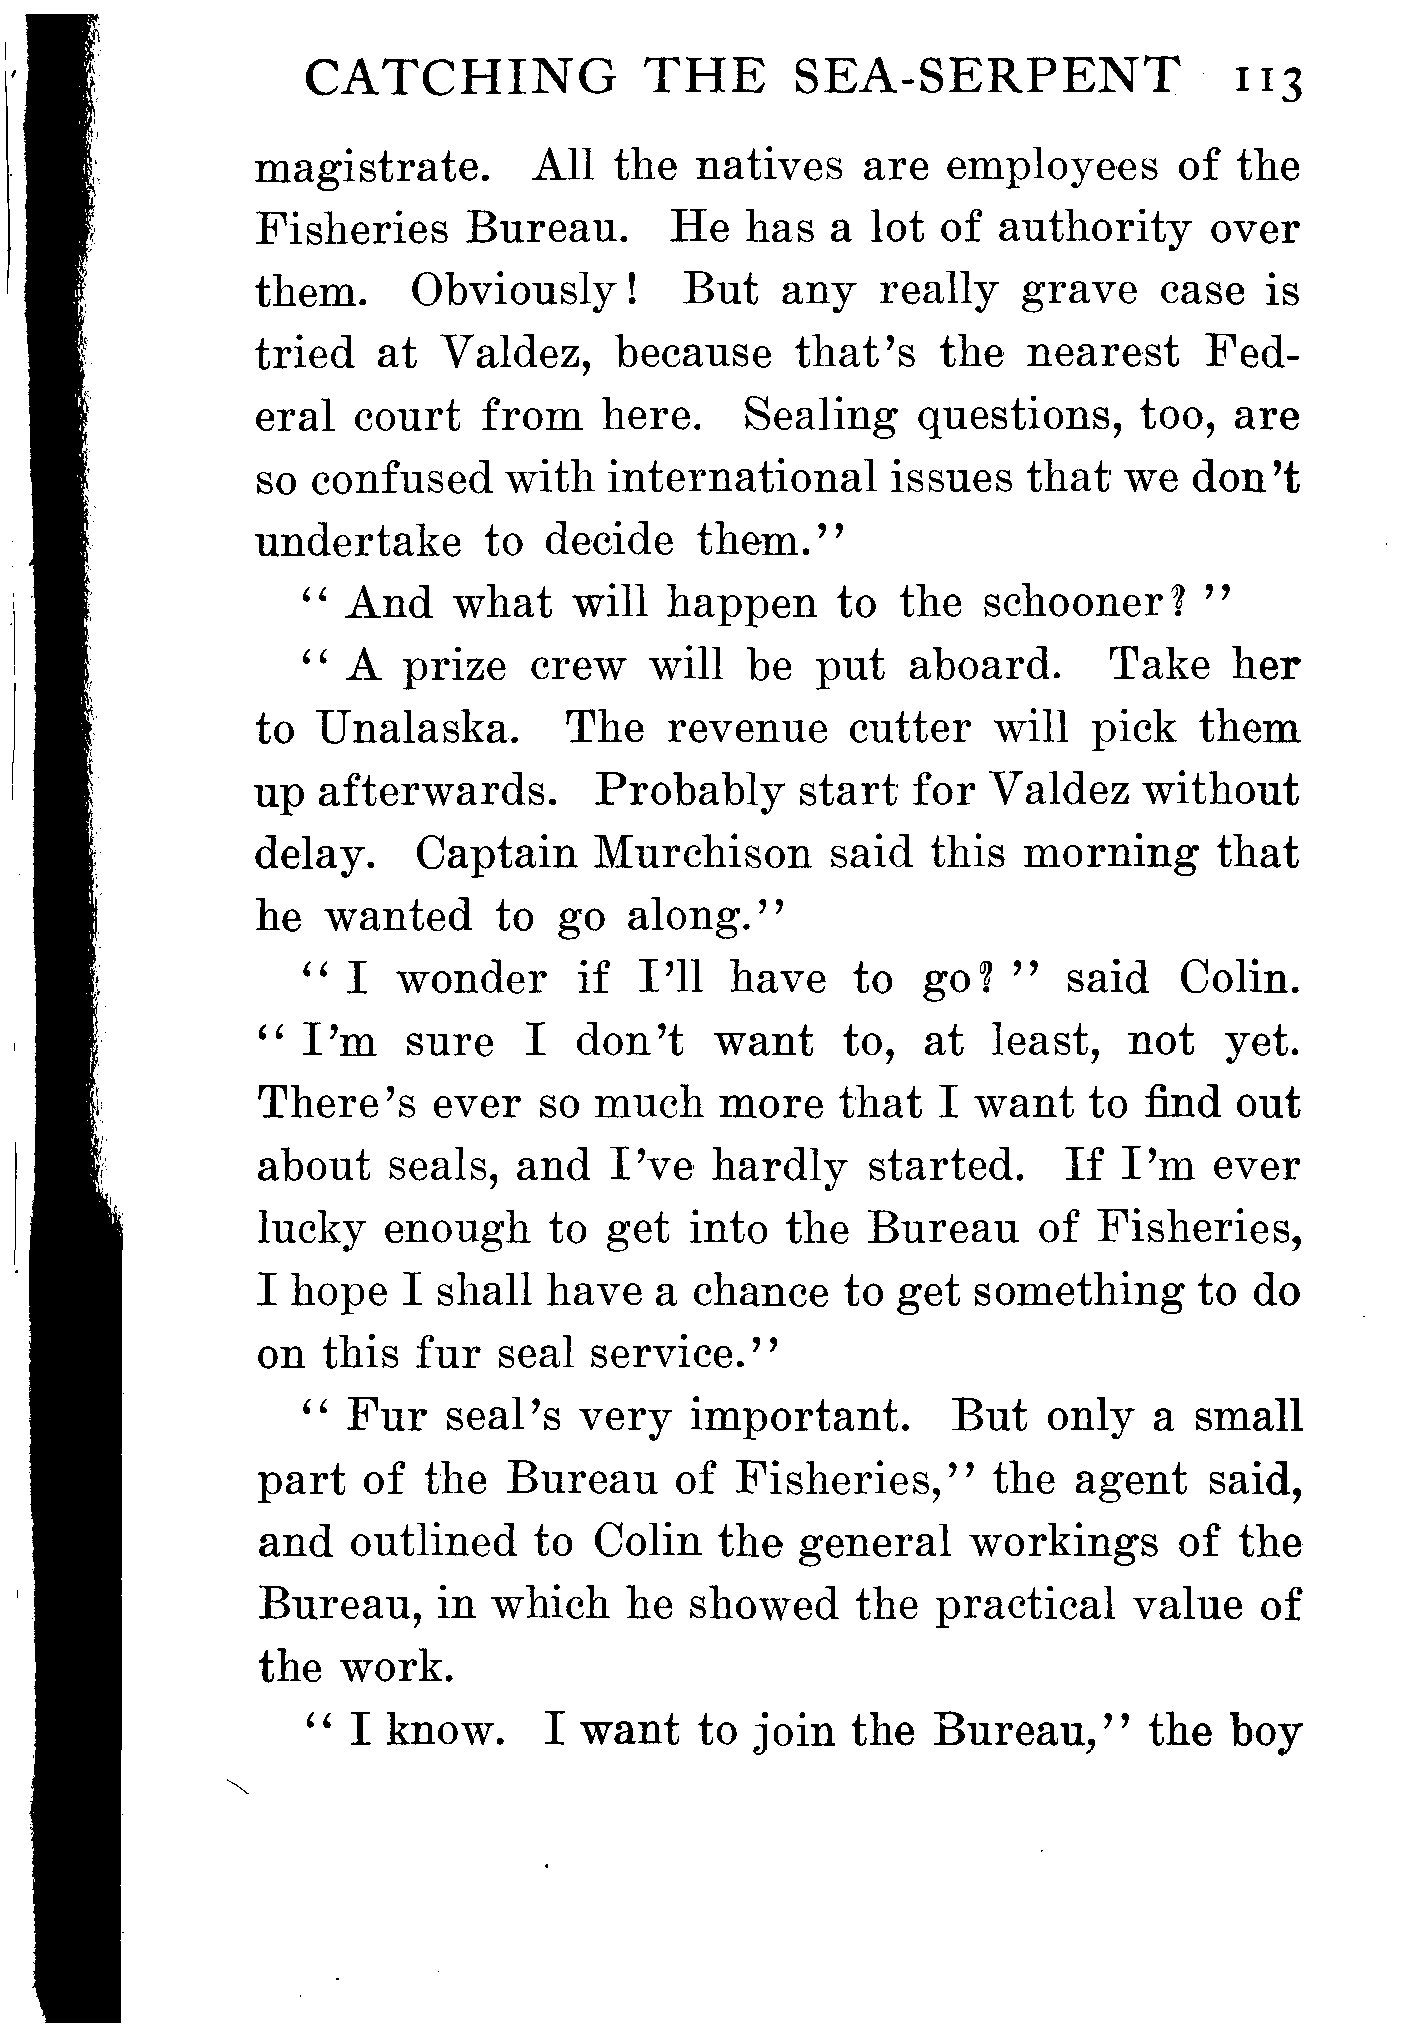 CATCHING THE SEA-SERPENT 113
magistrate. All the natives are employees of the
Fisheries Bureau. He has a lot of authority over
them. Obviously! But any really grave case is
tried at Valdez, because that's the nearest Fed-
eral court from here. Sealing questions, too, are
so confused with international issues that we don't
undertake to decide them."
" And what will happen to the schooner? "
" A prize crew will be put aboard. Take her
to Unalaska. The revenue cutter will pick them
up afterwards. Probably start for Valdez without
delay. Captain Murchison said this morning that
he wanted to go along."
" I wonder if I'll have to go? " said Colin.
" I'm sure I don't want to, at least, not yet.
There's ever so much more that I want to find out
about seals, and I've hardly started. If I'm ever
lucky enough to get into the Bureau of Fisheries,
I hope I shall have a chance to get something to do
on this fur seal service."
" Fur seal's very important. But only a small
part of the Bureau of Fisheries," the agent said,
and outlined to Colin the general workings of the
Bureau, in which he showed the practical value of
the work.
" I know. I want to join the Bureau," the boy